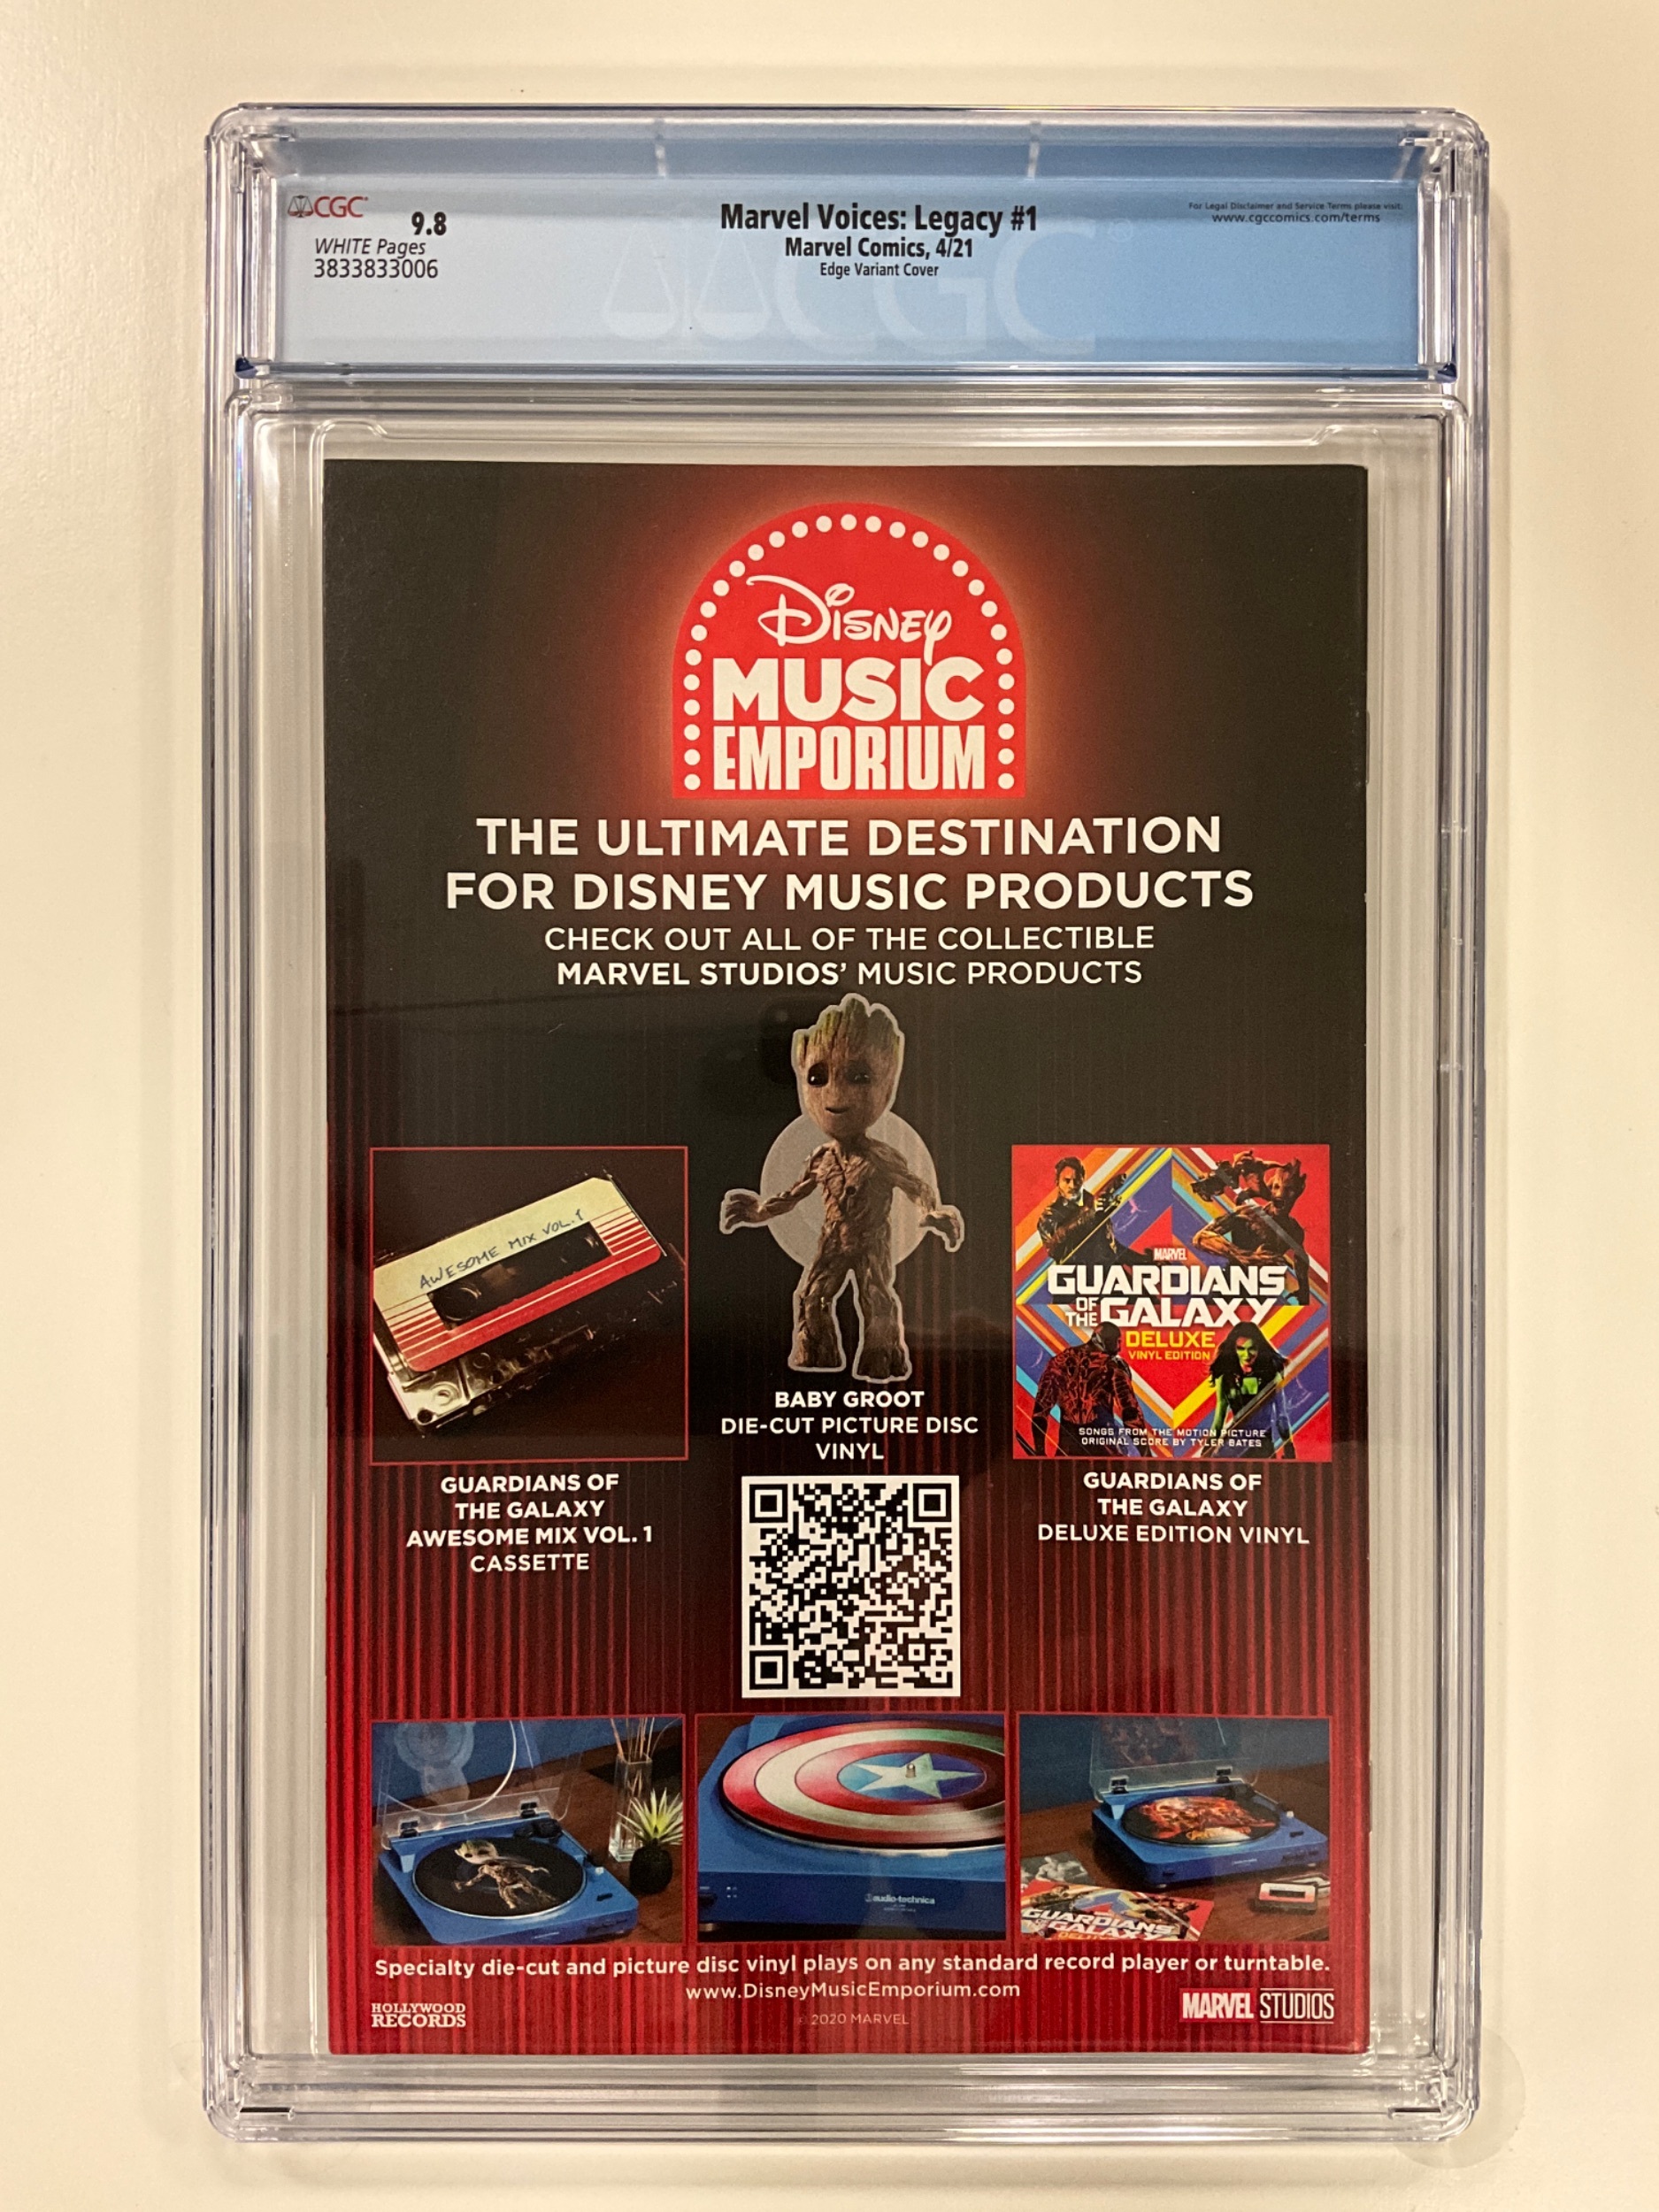 CGC
9.8
WHITE Pages
3833833006
Marvel Voices: Legacy #1
Marvel Comics, 4/21
Edge Variant Cover
For Legal Disclaimer and Service Terms please visit:
www.cgccomics.com/terms
CGC
DISNEY
MUSIC
EMPORIUM
THE ULTIMATE DESTINATION
FOR DISNEY MUSIC PRODUCTS
CHECK OUT ALL OF THE COLLECTIBLE
MARVEL STUDIOS’ MUSIC PRODUCTS
AWESOME MIX VOL. 1
GUARDIANS OF
THE GALAXY
AWESOME MIX VOL. 1
CASSETTE
BABY GROOT
DIE-CUT PICTURE DISC
VINYL
MARVEL
GUARDIANS
OF
THE GALAXY
DELUXE
VINYL EDITION
SONGS FROM THE MOTION PICTURE
ORIGINAL SCORE BY TYLER BATES
GUARDIANS OF
THE GALAXY
DELUXE EDITION VINYL
audio-technica
GUARDIANS
GALAXY
Specialty die-cut and picture disc vinyl plays on any standard record player or turntable.
www.DisneyMusicEmporium.com
© 2020 MARVEL
HOLLYWOOD
RECORDS
MARVEL STUDIOS